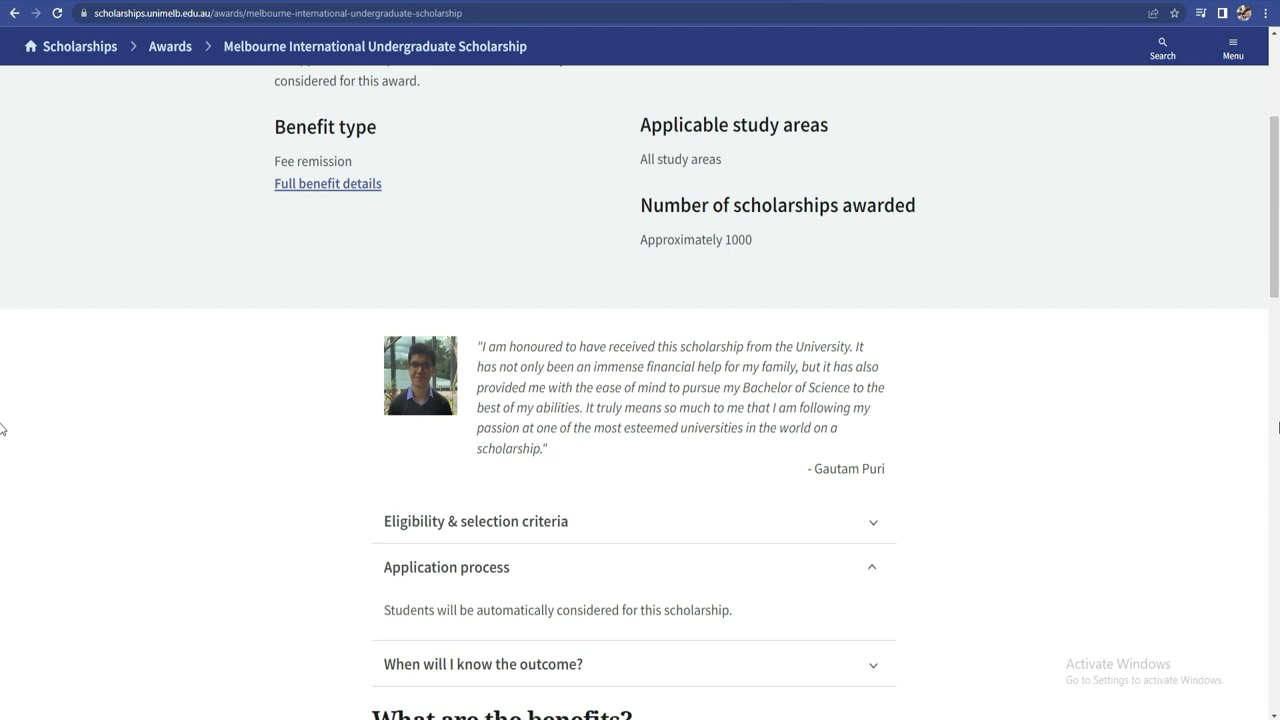 scholarships.unimelb.edu.au/awards/melbourne-international-undergraduate-scholarship
Scholarships
Awards
Melbourne International Undergraduate Scholarship
Search
Menu
considered for this award.
Benefit type
Fee remission
Full benefit details
Applicable study areas
All study areas
Number of scholarships awarded
Approximately 1000
"I am honoured to have received this scholarship from the University. It
has not only been an immense financial help for my family, but it has also
provided me with the ease of mind to pursue my Bachelor of Science to the
best of my abilities. It truly means so much to me that I am following my
passion at one of the most esteemed universities in the world on a
scholarship."
- Gautam Puri
Eligibility & selection criteria
Application process
Students will be automatically considered for this scholarship.
When will I know the outcome?
What are the benefits?
Activate Windows
Go to Settings to activate Windows.